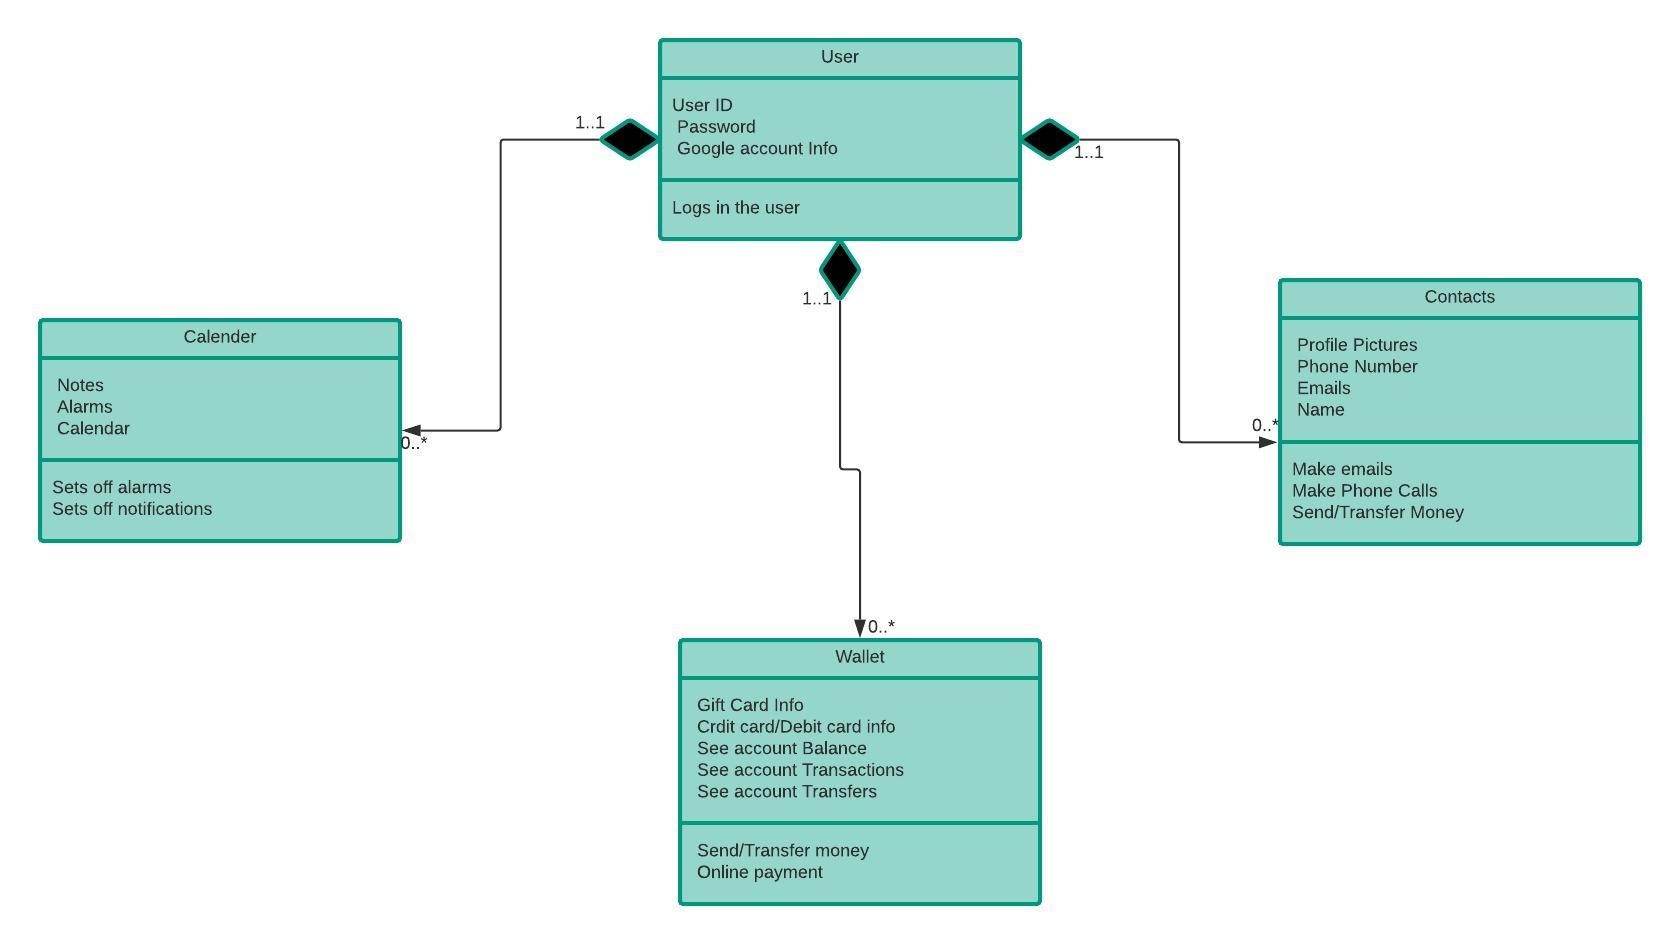 User
User ID
Password
Google account Info
Logs in the user
1..1
1..1
1..1
Calender
Notes
Alarms
Calendar
Sets off alarms
Sets off notifications
0..*
Contacts
Profile Pictures
Phone Number
Emails
Name
Make emails
Make Phone Calls
Send/Transfer Money
0..*
0..*
Wallet
Gift Card Info
Crdit card/Debit card info
See account Balance
See account Transactions
See account Transfers
Send/Transfer money
Online payment